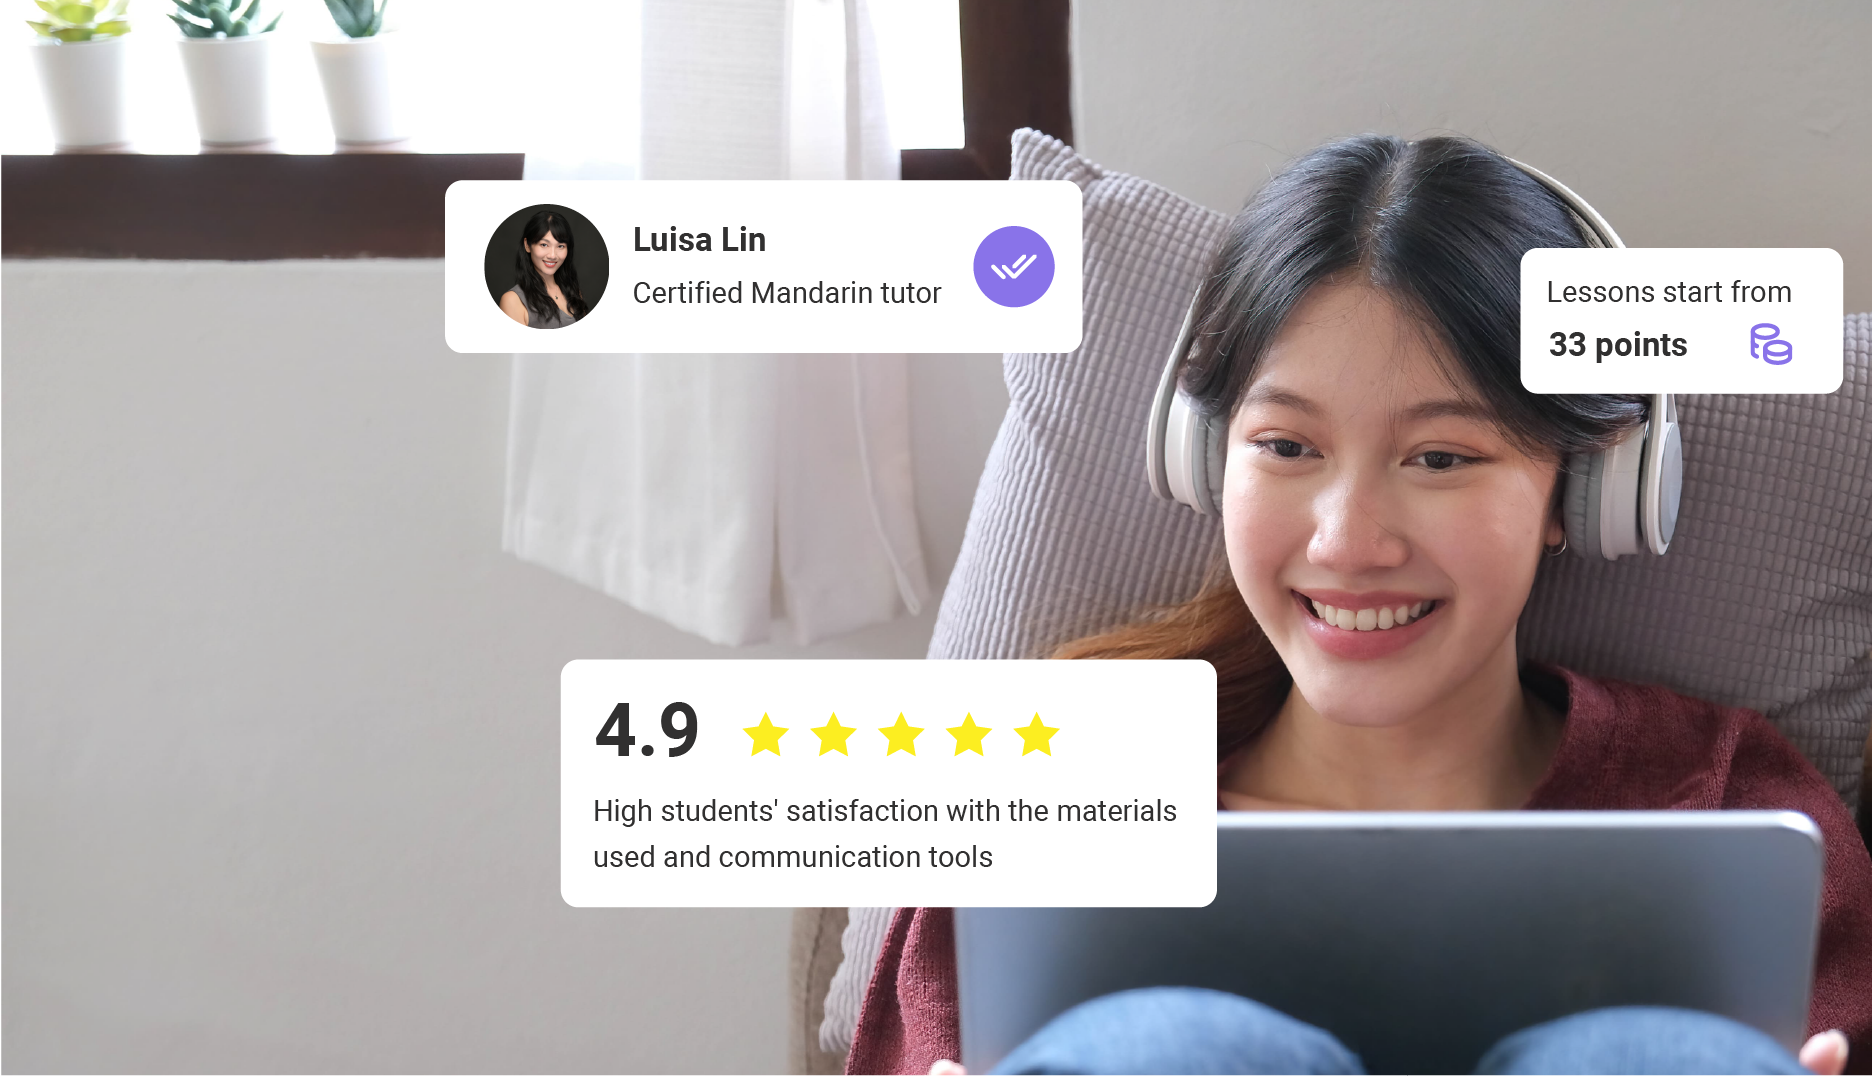 Luisa Lin
Certified Mandarin tutor
Lessons start from
33 points
4.9
High students' satisfaction with the materials
used and communication tools